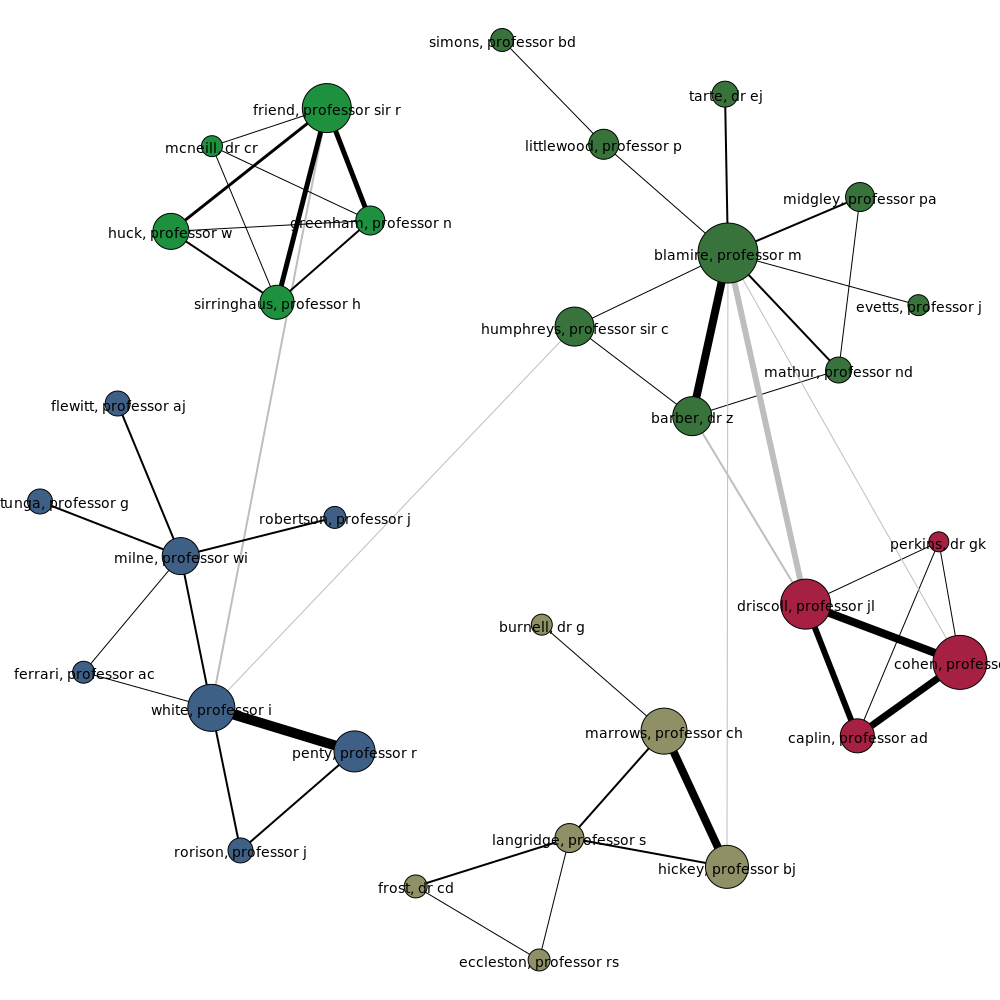 simons, professor bd
tarte, dr ej
friend, professor sir r
littlewood, professor p
mcneill, dr cr
midgley, professor pa
greenham, professor n
huck, professor w
blamire, professor m
sirringhaus, professor h
evetts, professor j
humphreys, professor sir c
mathur, professor nd
flewitt, professor aj
barber, dr z
tunga, professor g
robertson, professor j
perkins, dr gk
milne, professor wi
driscoll, professor jl
burnell, dr g
cohen, profess
ferrari, professor ac
white, professor i
marrows, professor ch
caplin, professor ad
penty, professor r
langridge, professor s
rorison, professor j
hickey, professor bj
frost, dr cd
eccleston, professor rs